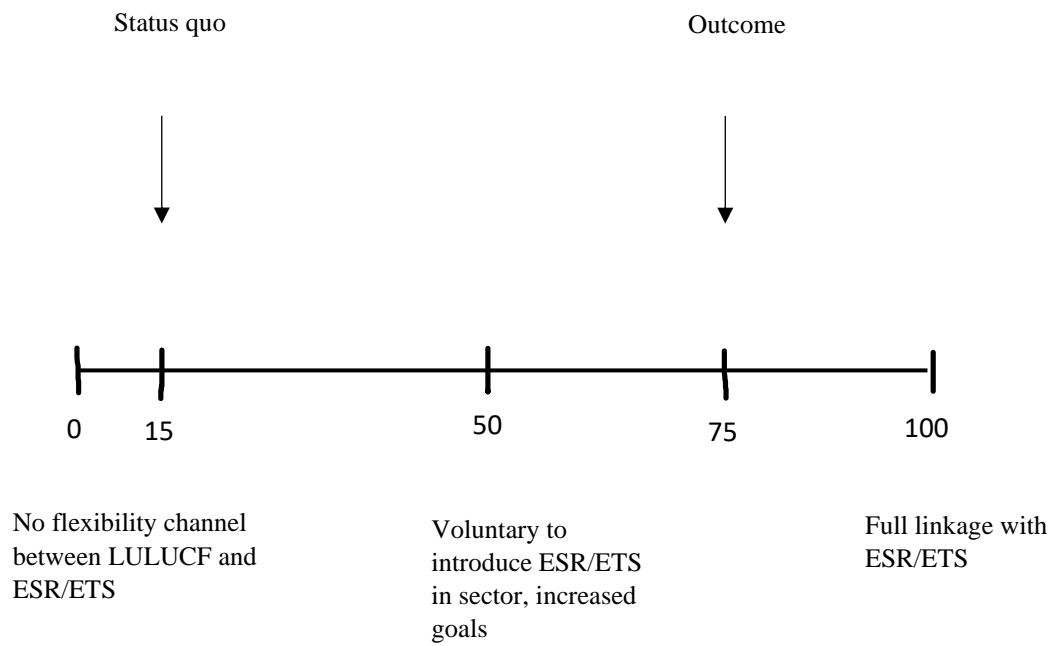 Status quo
Outcome
0
15
50
75
100
No flexibility channel
between LULUCF and
ESR/ETS
Voluntary to
introduce ESR/ETS
in sector, increased
goals
Full linkage with
ESR/ETS